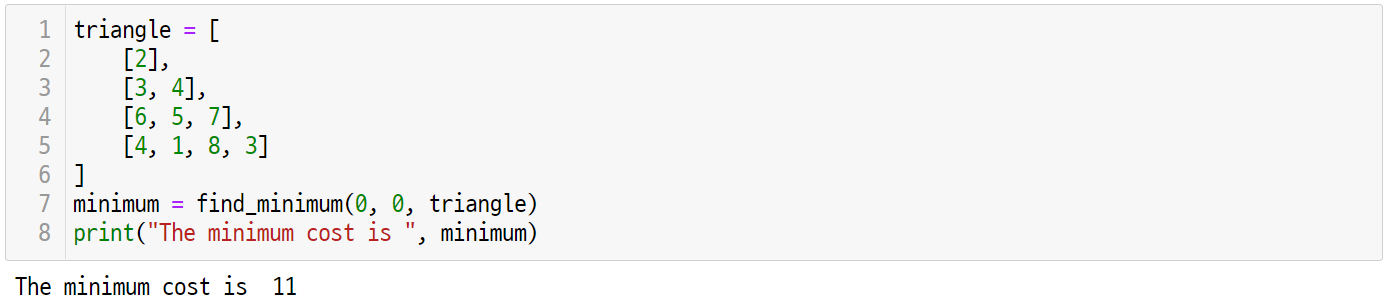 1 triangle = [
2     [2],
3     [3, 4],
4     [6, 5, 7],
5     [4, 1, 8, 3]
6 ]
7 minimum = find_minimum(0, 0, triangle)
8 print("The minimum cost is ", minimum)
The minimum cost is  11